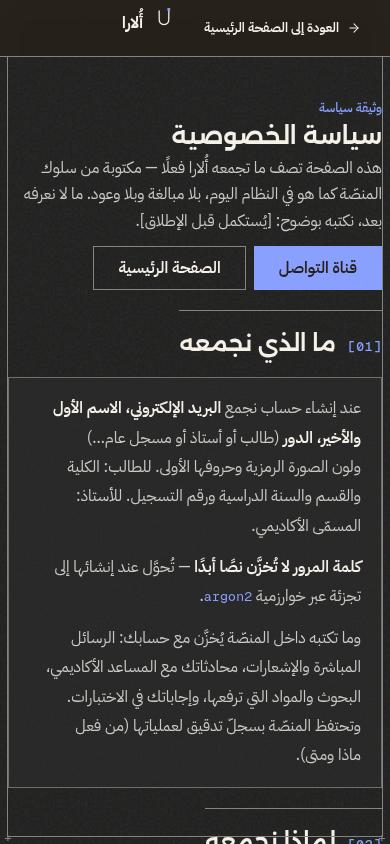 العودة إلى الصفحة الرئيسية
ألارا
وثيقة سياسة
سياسة الخصوصية
هذه الصفحة تصف ما تجمعه ألارا فعلًا — مكتوبة من سلوك
المنصّة كما هو في النظام اليوم، بلا مبالغة وبلا وعود. ما لا نعرفه
بعد، نكتبه بوضوح: [يُستكمل قبل الإطلاق].
قناة التواصل
الصفحة الرئيسية
[01] ما الذي نجمعه
عند إنشاء حساب نجمع البريد الإلكتروني، الاسم الأول
والأخير، الدور (طالب أو أستاذ أو مسجل عام...)
ولون الصورة الرمزية وحروفها الأولى. للطالب: الكلية
والقسم والسنة الدراسية ورقم التسجيل. للأستاذ:
المسمّى الأكاديمي.
كلمة المرور لا تُخزَّن نصًا أبدًا — تُحوَّل عند إنشائها إلى
تجزئة عبر خوارزمية argon2.
وما تكتبه داخل المنصّة يُخزَّن مع حسابك: الرسائل
المباشرة والإشعارات، محادثاتك مع المساعد الأكاديمي،
البحوث والمواد التي ترفعها، وإجاباتك في الاختبارات.
وتحتفظ المنصّة بسجلّ تدقيق لعملياتها (من فعل
ماذا ومتى).
[02] لماذا نجمعه